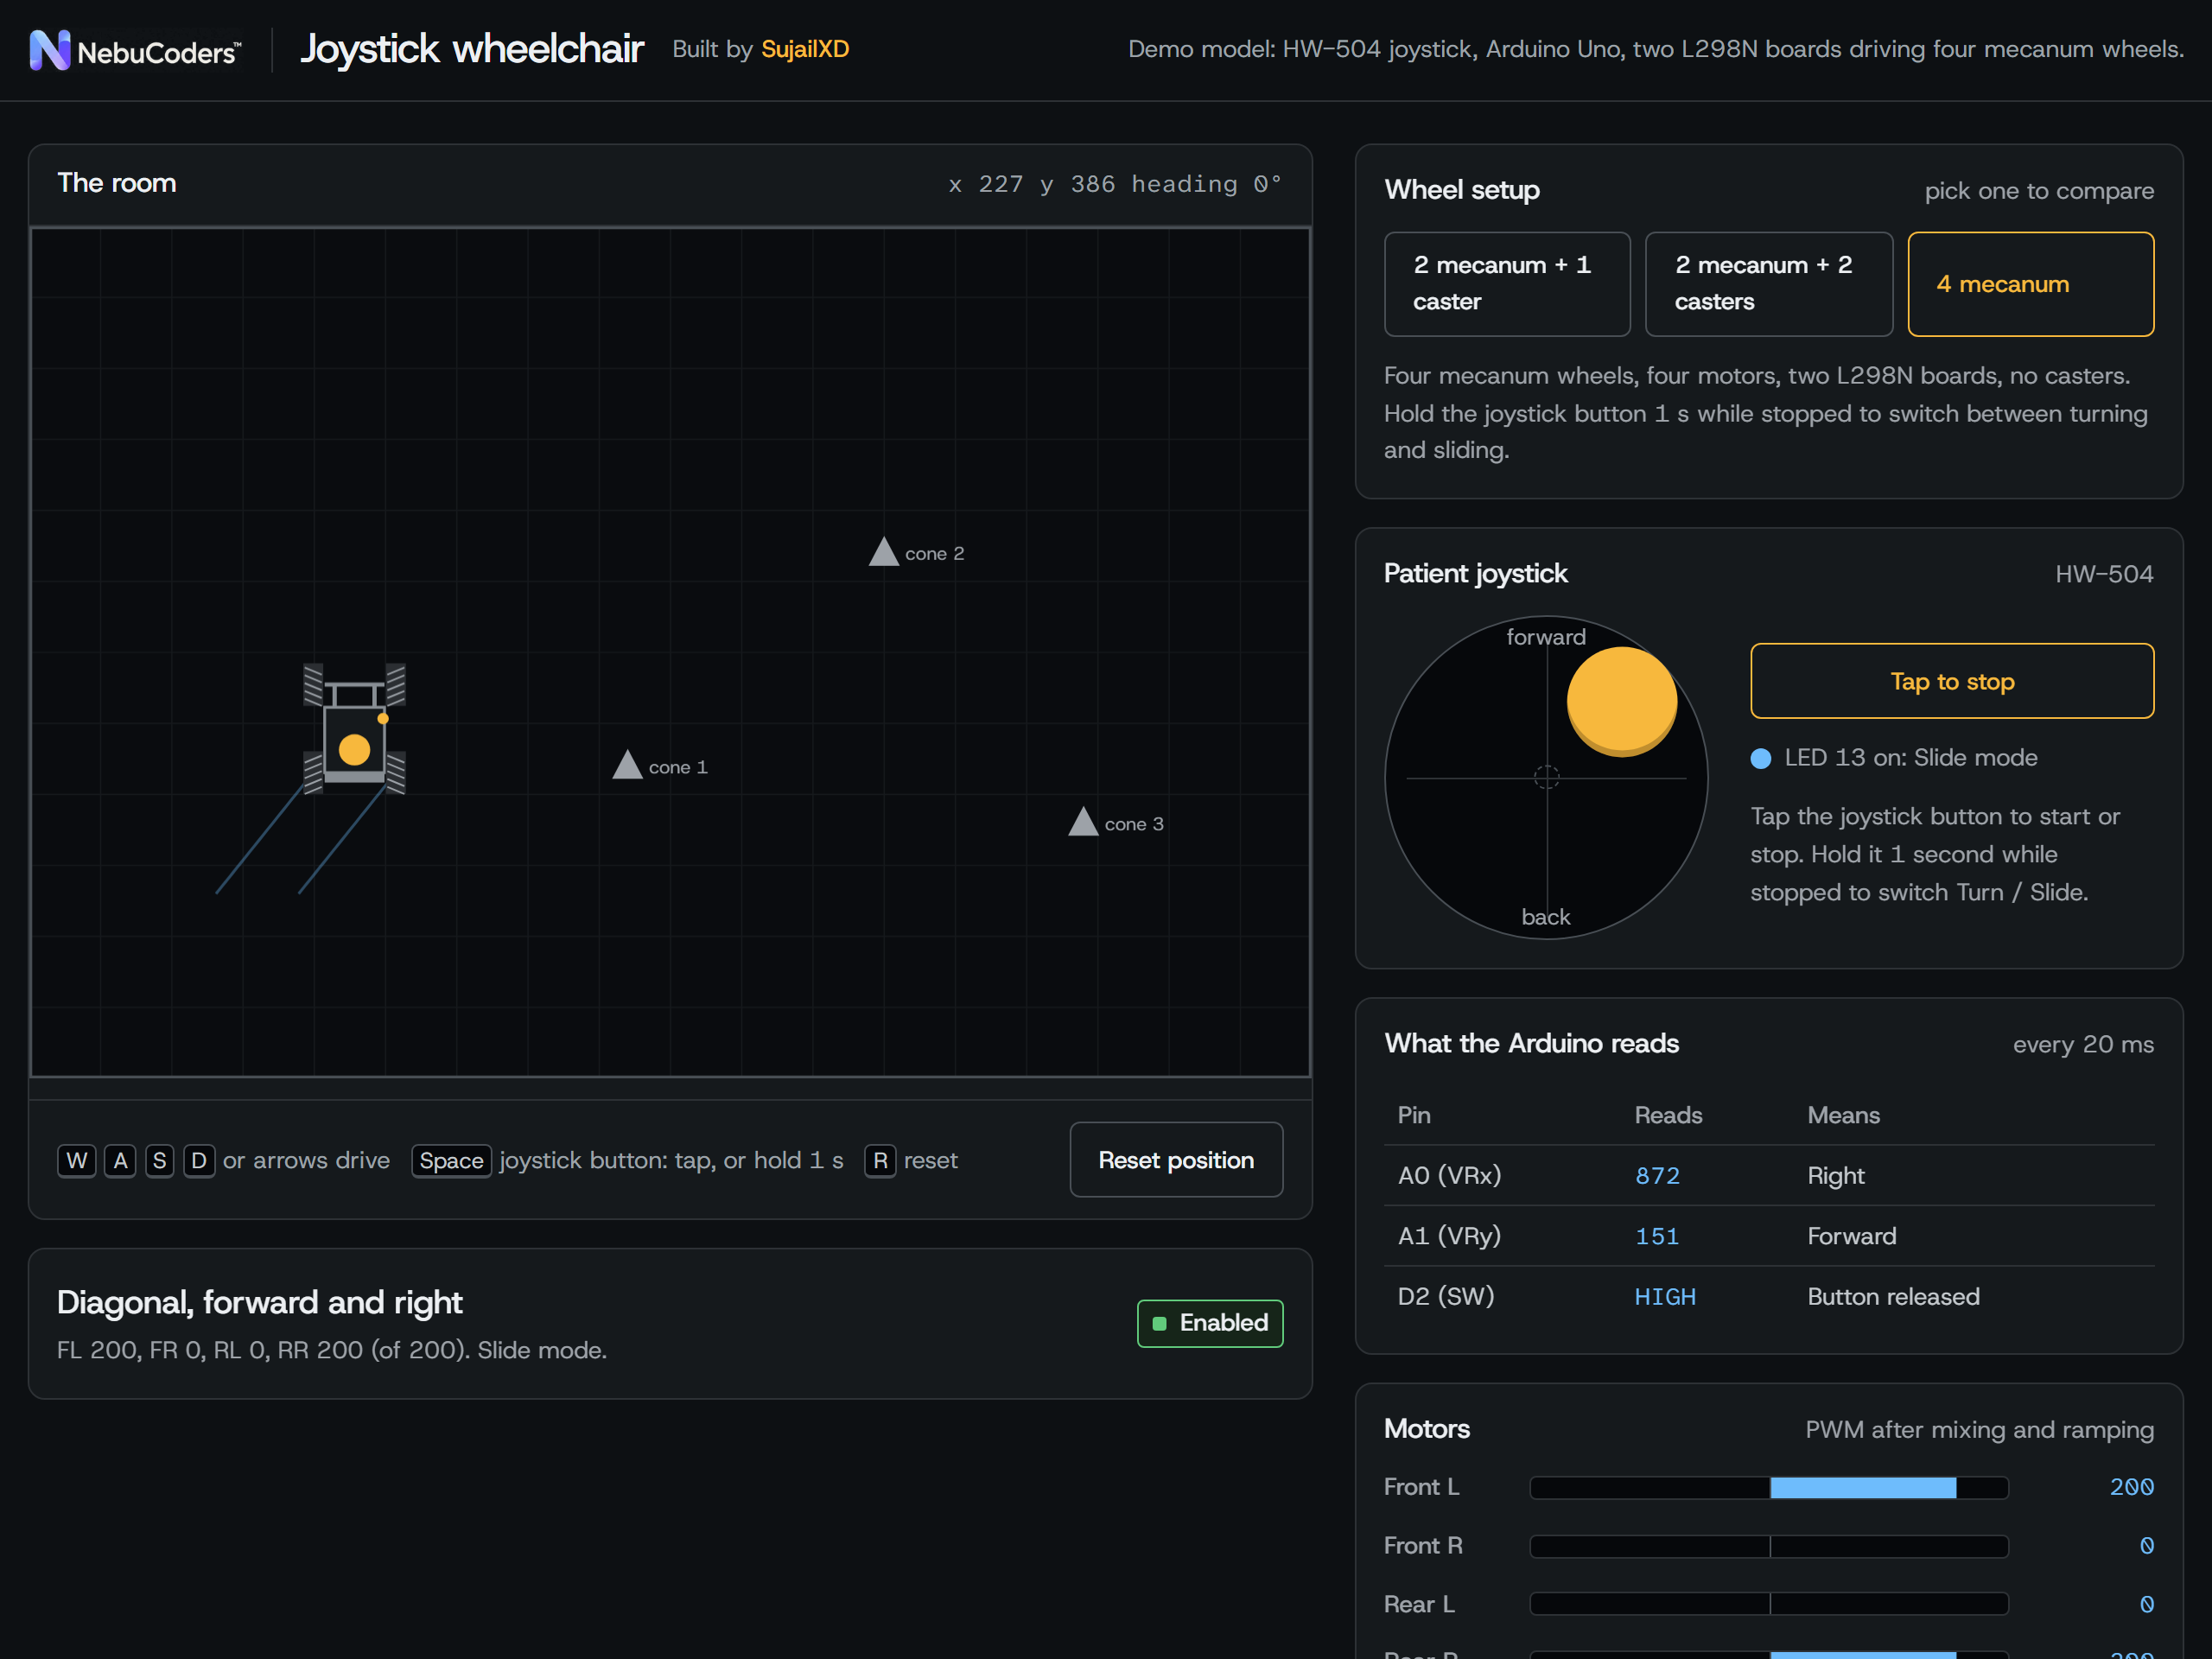 NebuCoders™
Joystick wheelchair
Built by SujailXD
Demo model: HW-504 joystick, Arduino Uno, two L298N boards driving four mecanum wheels.
The room
x 227 y 386 heading 0°
cone 2
cone 1
cone 3
W A S D or arrows drive Space joystick button: tap, or hold 1 s R reset
Reset position
Diagonal, forward and right
FL 200, FR 0, RL 0, RR 200 (of 200). Slide mode.
Enabled
Wheel setup
pick one to compare
2 mecanum + 1
caster
2 mecanum + 2
casters
4 mecanum
Four mecanum wheels, four motors, two L298N boards, no casters.
Hold the joystick button 1 s while stopped to switch between turning
and sliding.
Patient joystick
HW-504
forward
back
Tap to stop
LED 13 on: Slide mode
Tap the joystick button to start or
stop. Hold it 1 second while
stopped to switch Turn / Slide.
What the Arduino reads
every 20 ms
Pin Reads Means
A0 (VRx) 872 Right
A1 (VRy) 151 Forward
D2 (SW) HIGH Button released
Motors
PWM after mixing and ramping
Front L 200
Front R 0
Rear L 0